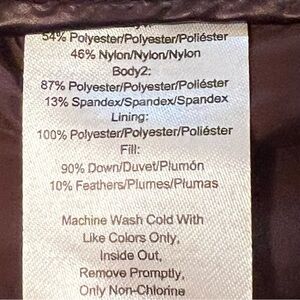 54% Polyester/Polyester/Poliéster
46% Nylon/Nylon/Nylon
Body2:
87% Polyester/Polyester/Poliéster
13% Spandex/Spandex/Spandex
Lining:
100% Polyester/Polyester/Poliéster
Fill:
90% Down/Duvet/Plumón
10% Feathers/Plumes/Plumas
Machine Wash Cold With
Like Colors Only,
Inside Out,
Remove Promptly,
Only Non-Chlorine